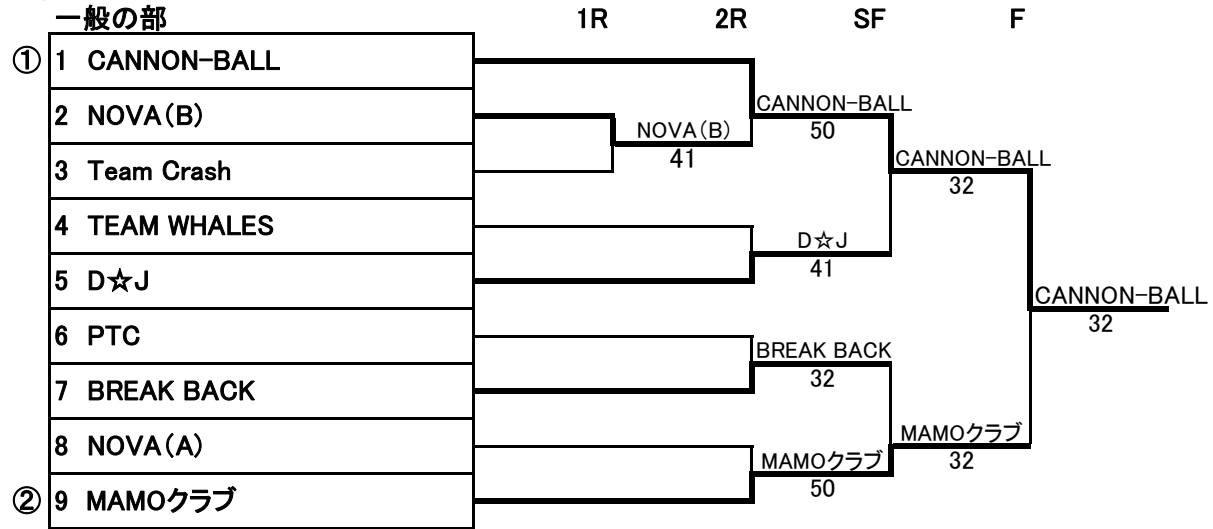 一般の部 1R 2R SF F
① 1 CANNON-BALL
CANNON-BALL
2 NOVA(B)
50
NOVA(B)
41
CANNON-BALL
3 Team Crash
32
4 TEAM WHALES
D☆J
41
5 D☆J
CANNON-BALL
32
6 PTC
BREAK BACK
32
7 BREAK BACK
8 NOVA(A)
MAMOクラブ
32
MAMOクラブ
50
② 9 MAMOクラブ